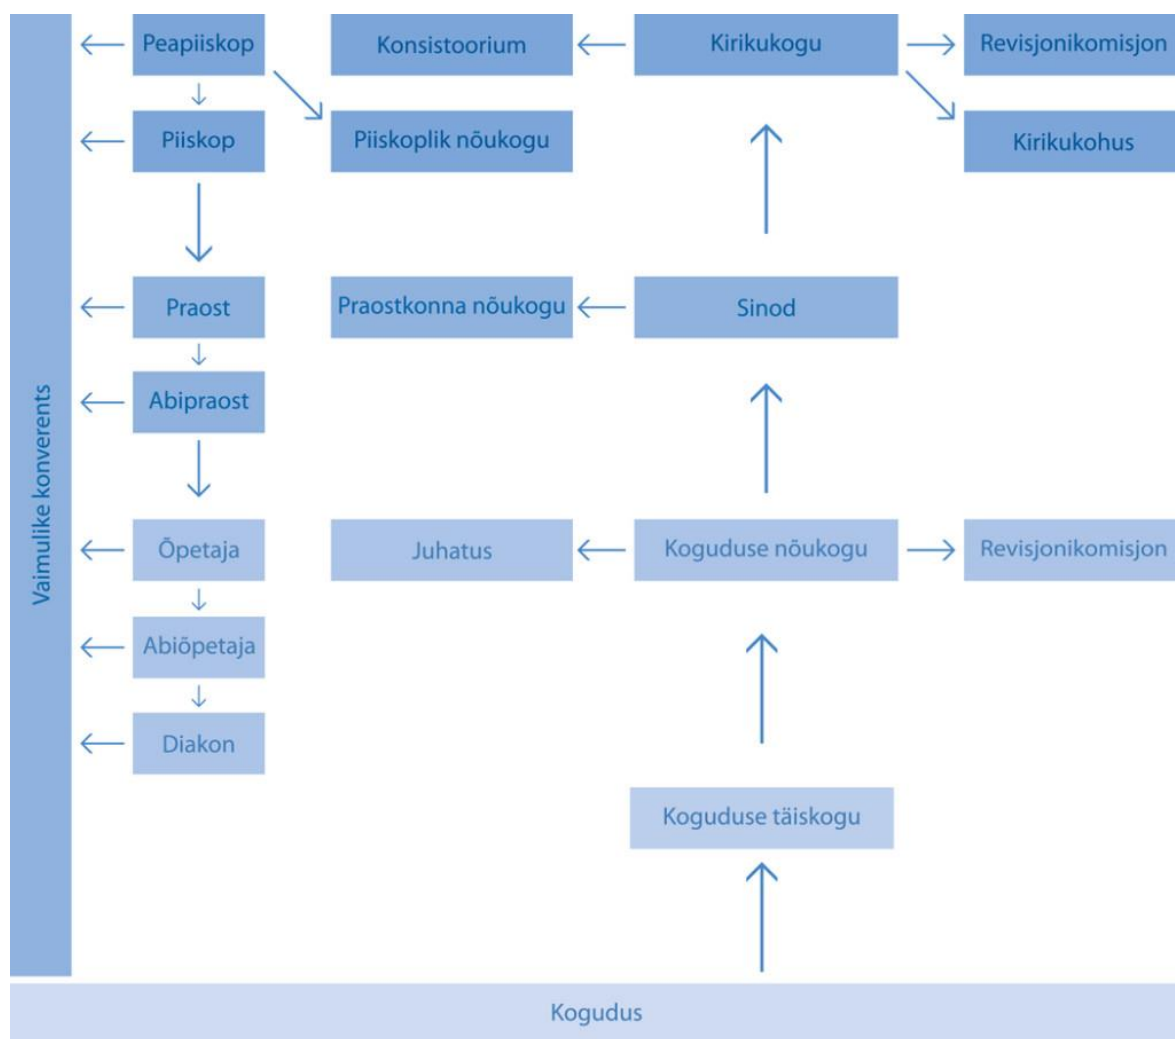 Peapiiskop
Konsistoorium
Kirikukogu
Revisjonikomisjon
Piiskop
Piiskoplik nõukogu
Kirikukohus
Praost
Praostkonna nõukogu
Sinod
Abipraost
Vaimulike konverents
Õpetaja
Juhatus
Koguduse nõukogu
Revisjonikomisjon
Abiõpetaja
Diakon
Koguduse täiskogu
Kogudus